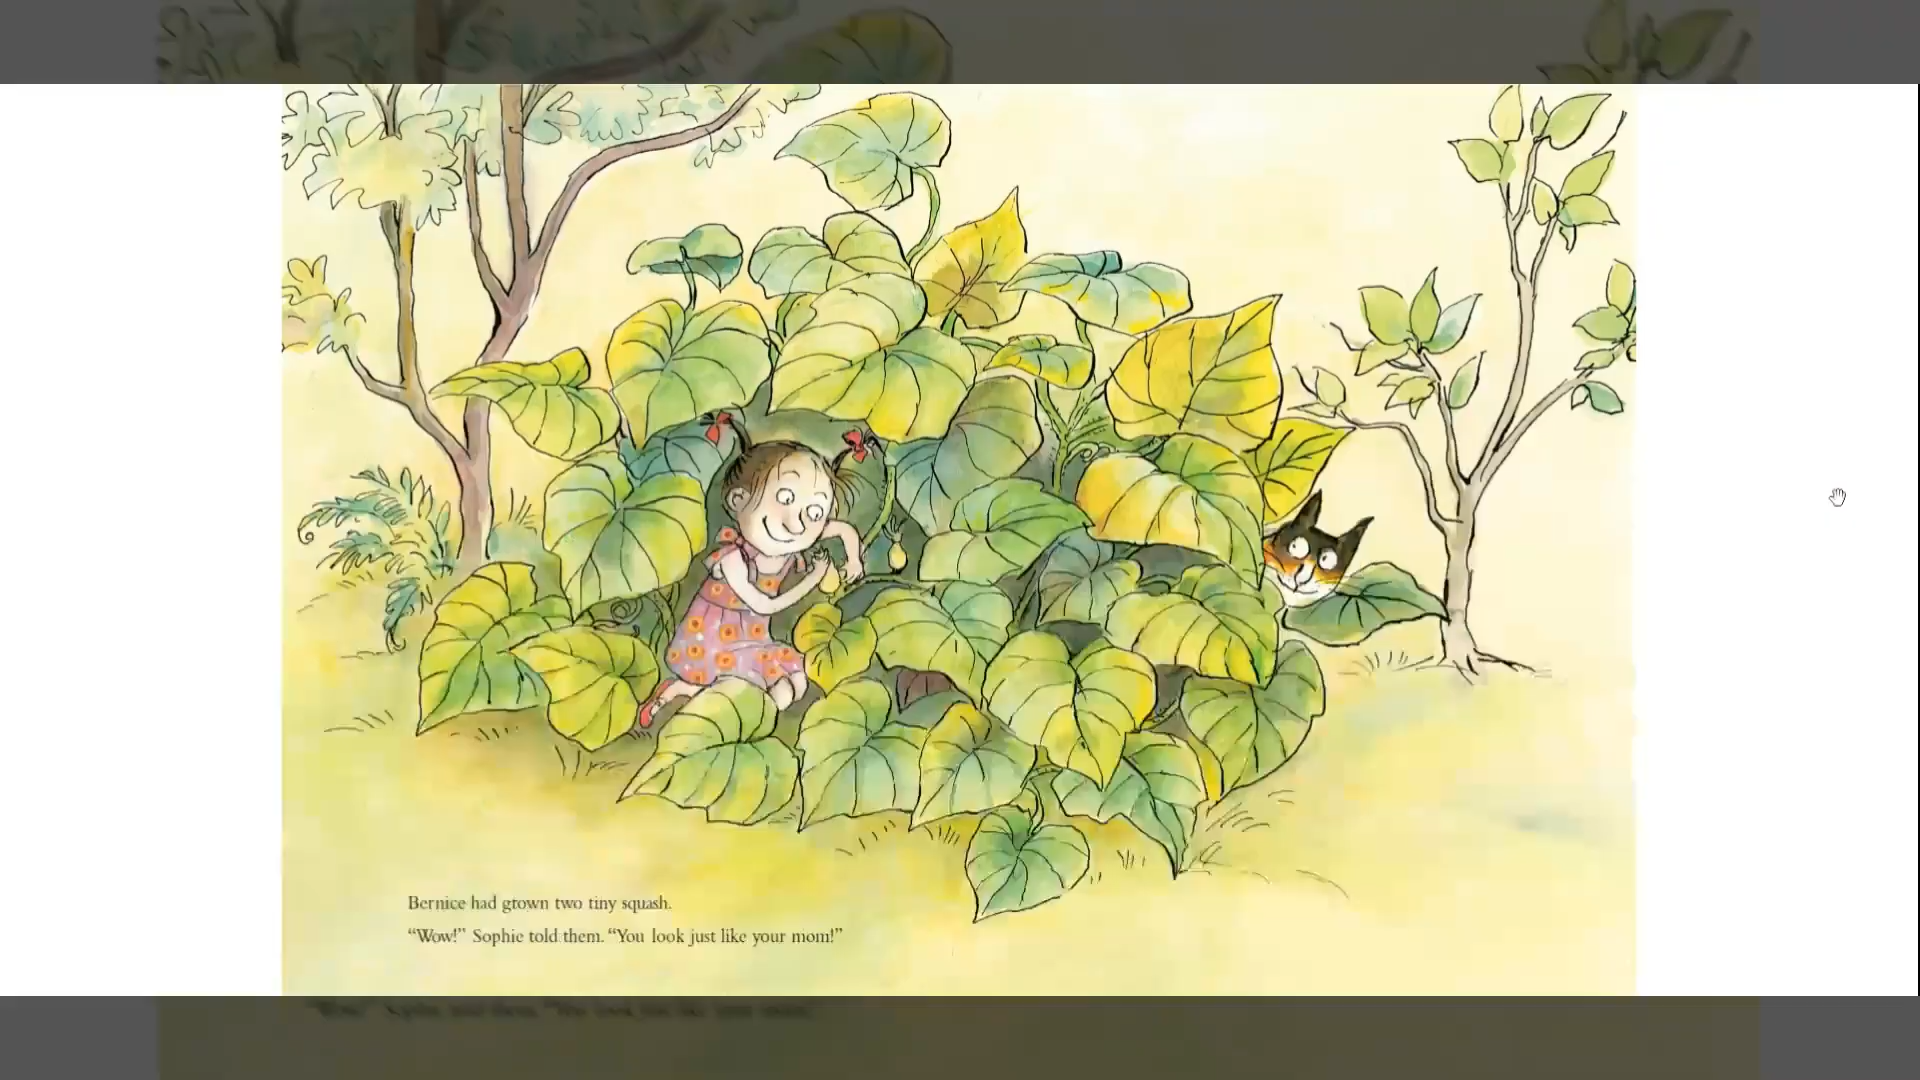 Bernice had grown two tiny squash.
“Wow!” Sophie told them. “You look just like your mom!”